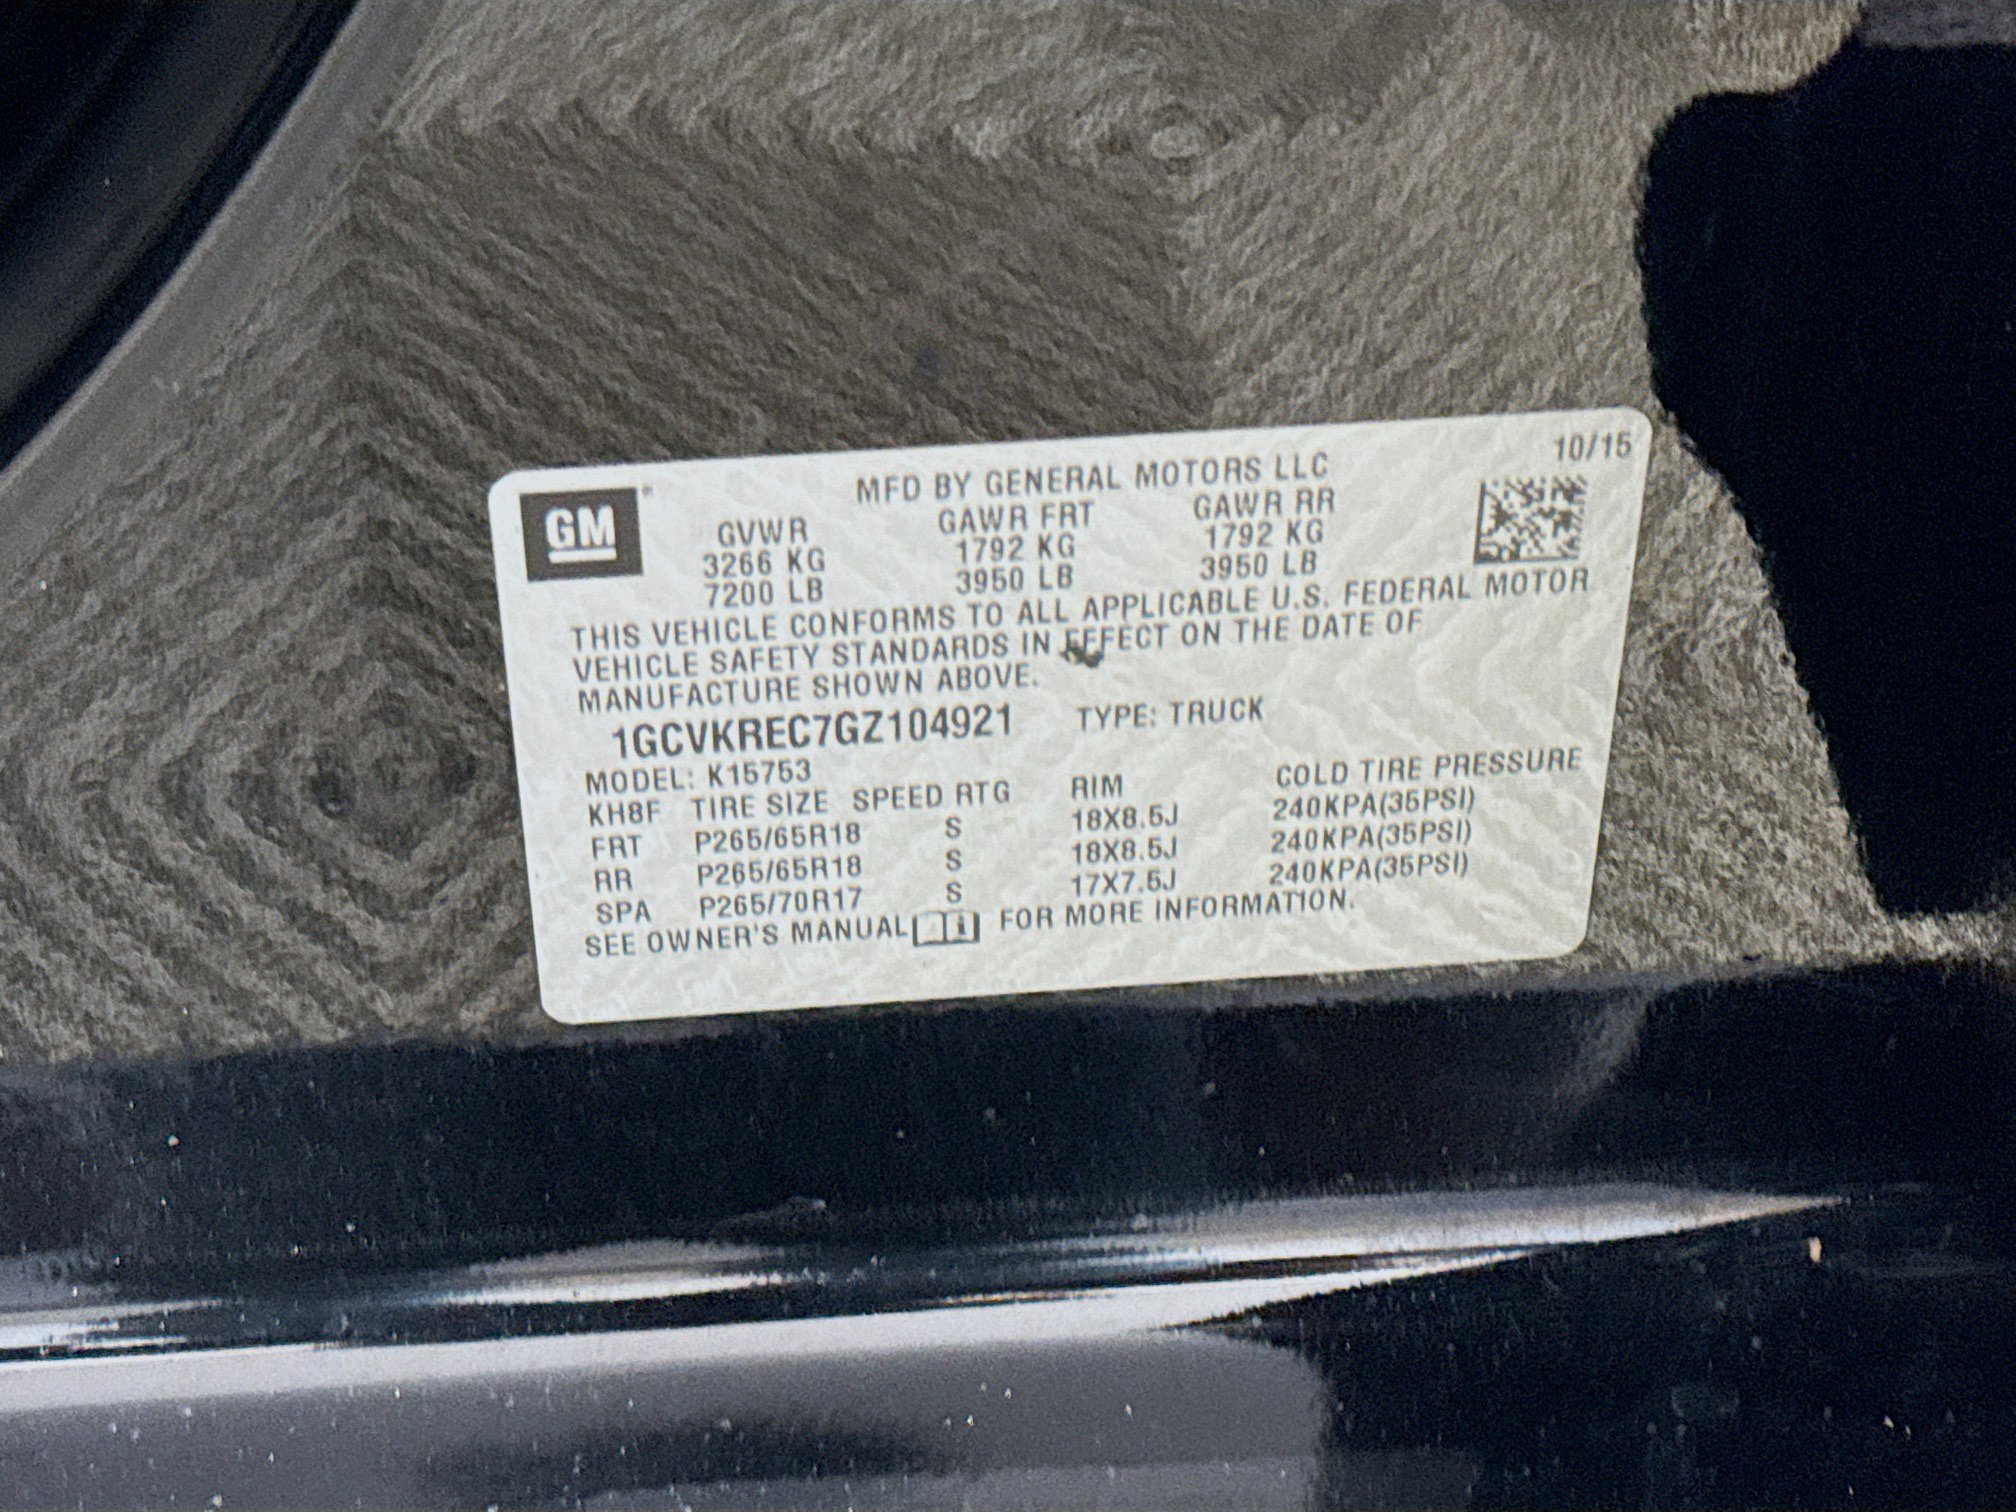 MFD BY GENERAL MOTORS LLC 10/15
GM
GVWR GAWR FRT GAWR RR
3266 KG 1792 KG 1792 KG
7200 LB 3950 LB 3950 LB
THIS VEHICLE CONFORMS TO ALL APPLICABLE U.S. FEDERAL MOTOR
VEHICLE SAFETY STANDARDS IN EFFECT ON THE DATE OF
MANUFACTURE SHOWN ABOVE.
1GCVKREC7GZ104921 TYPE: TRUCK
MODEL: K15753
KH8F TIRE SIZE SPEED RTG RIM COLD TIRE PRESSURE
FRT P265/65R18 S 18X8.5J 240KPA(35PSI)
RR P265/65R18 S 18X8.5J 240KPA(35PSI)
SPA P265/70R17 S 17X7.5J 240KPA(35PSI)
SEE OWNER'S MANUAL i FOR MORE INFORMATION.